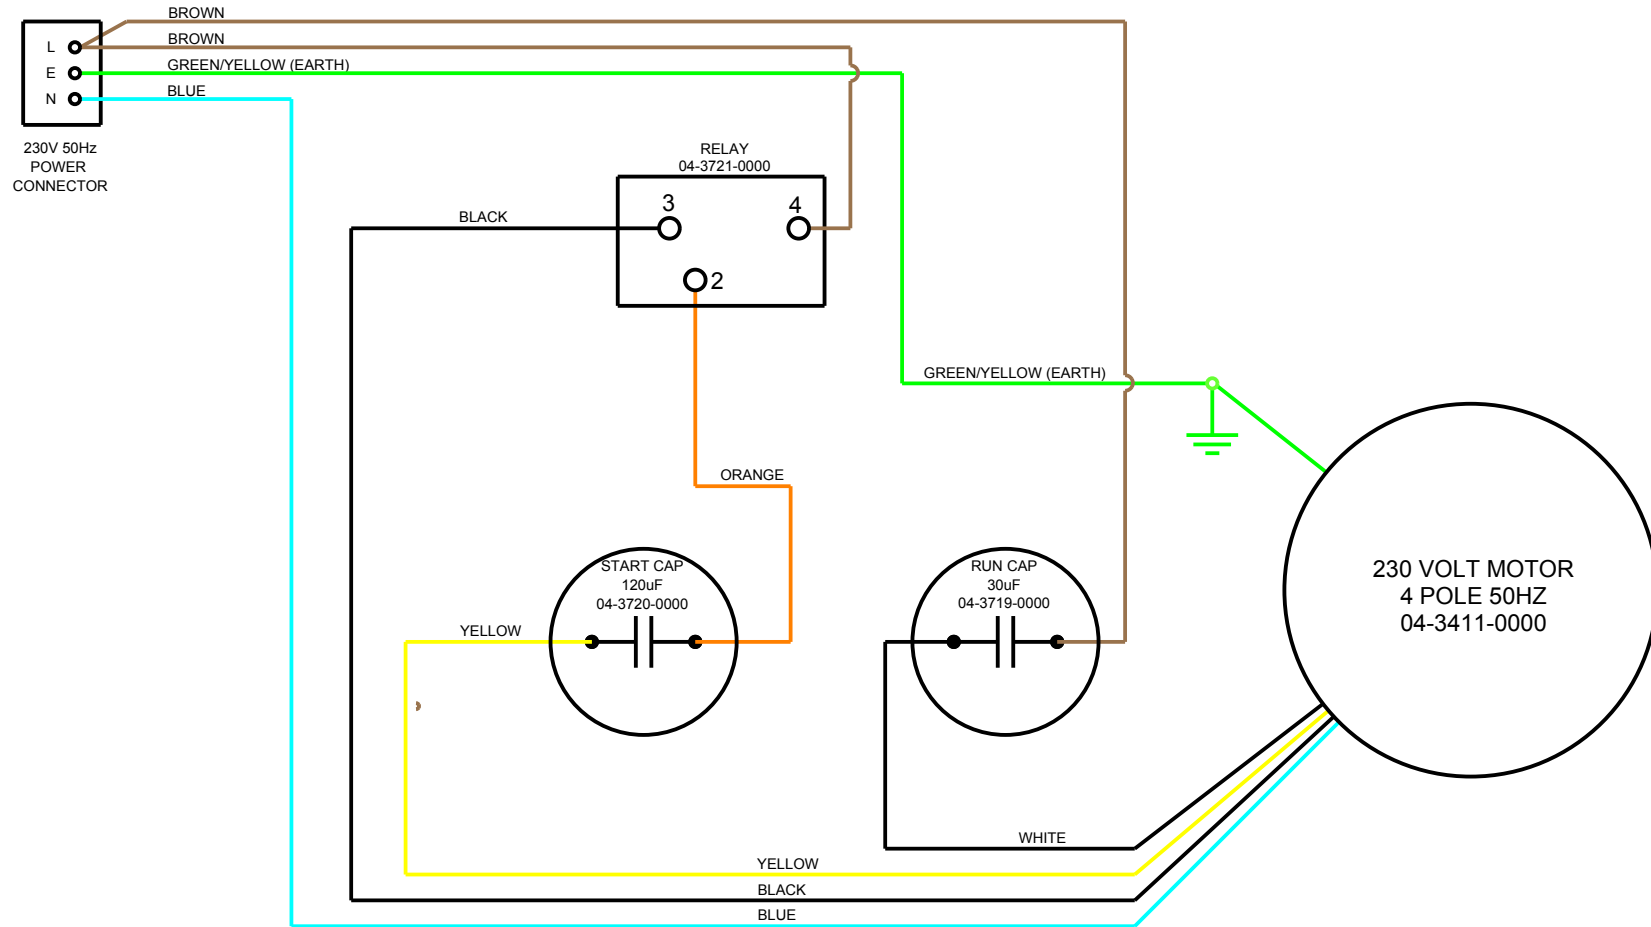 BROWN
BROWN
L
GREEN/YELLOW (EARTH)
E
BLUE
N
230V 50Hz
POWER
CONNECTOR
RELAY
04-3721-0000
3
4
BLACK
2
GREEN/YELLOW (EARTH)
ORANGE
START CAP
120uF
04-3720-0000
RUN CAP
30uF
04-3719-0000
230 VOLT MOTOR
4 POLE 50HZ
04-3411-0000
YELLOW
WHITE
YELLOW
BLACK
BLUE